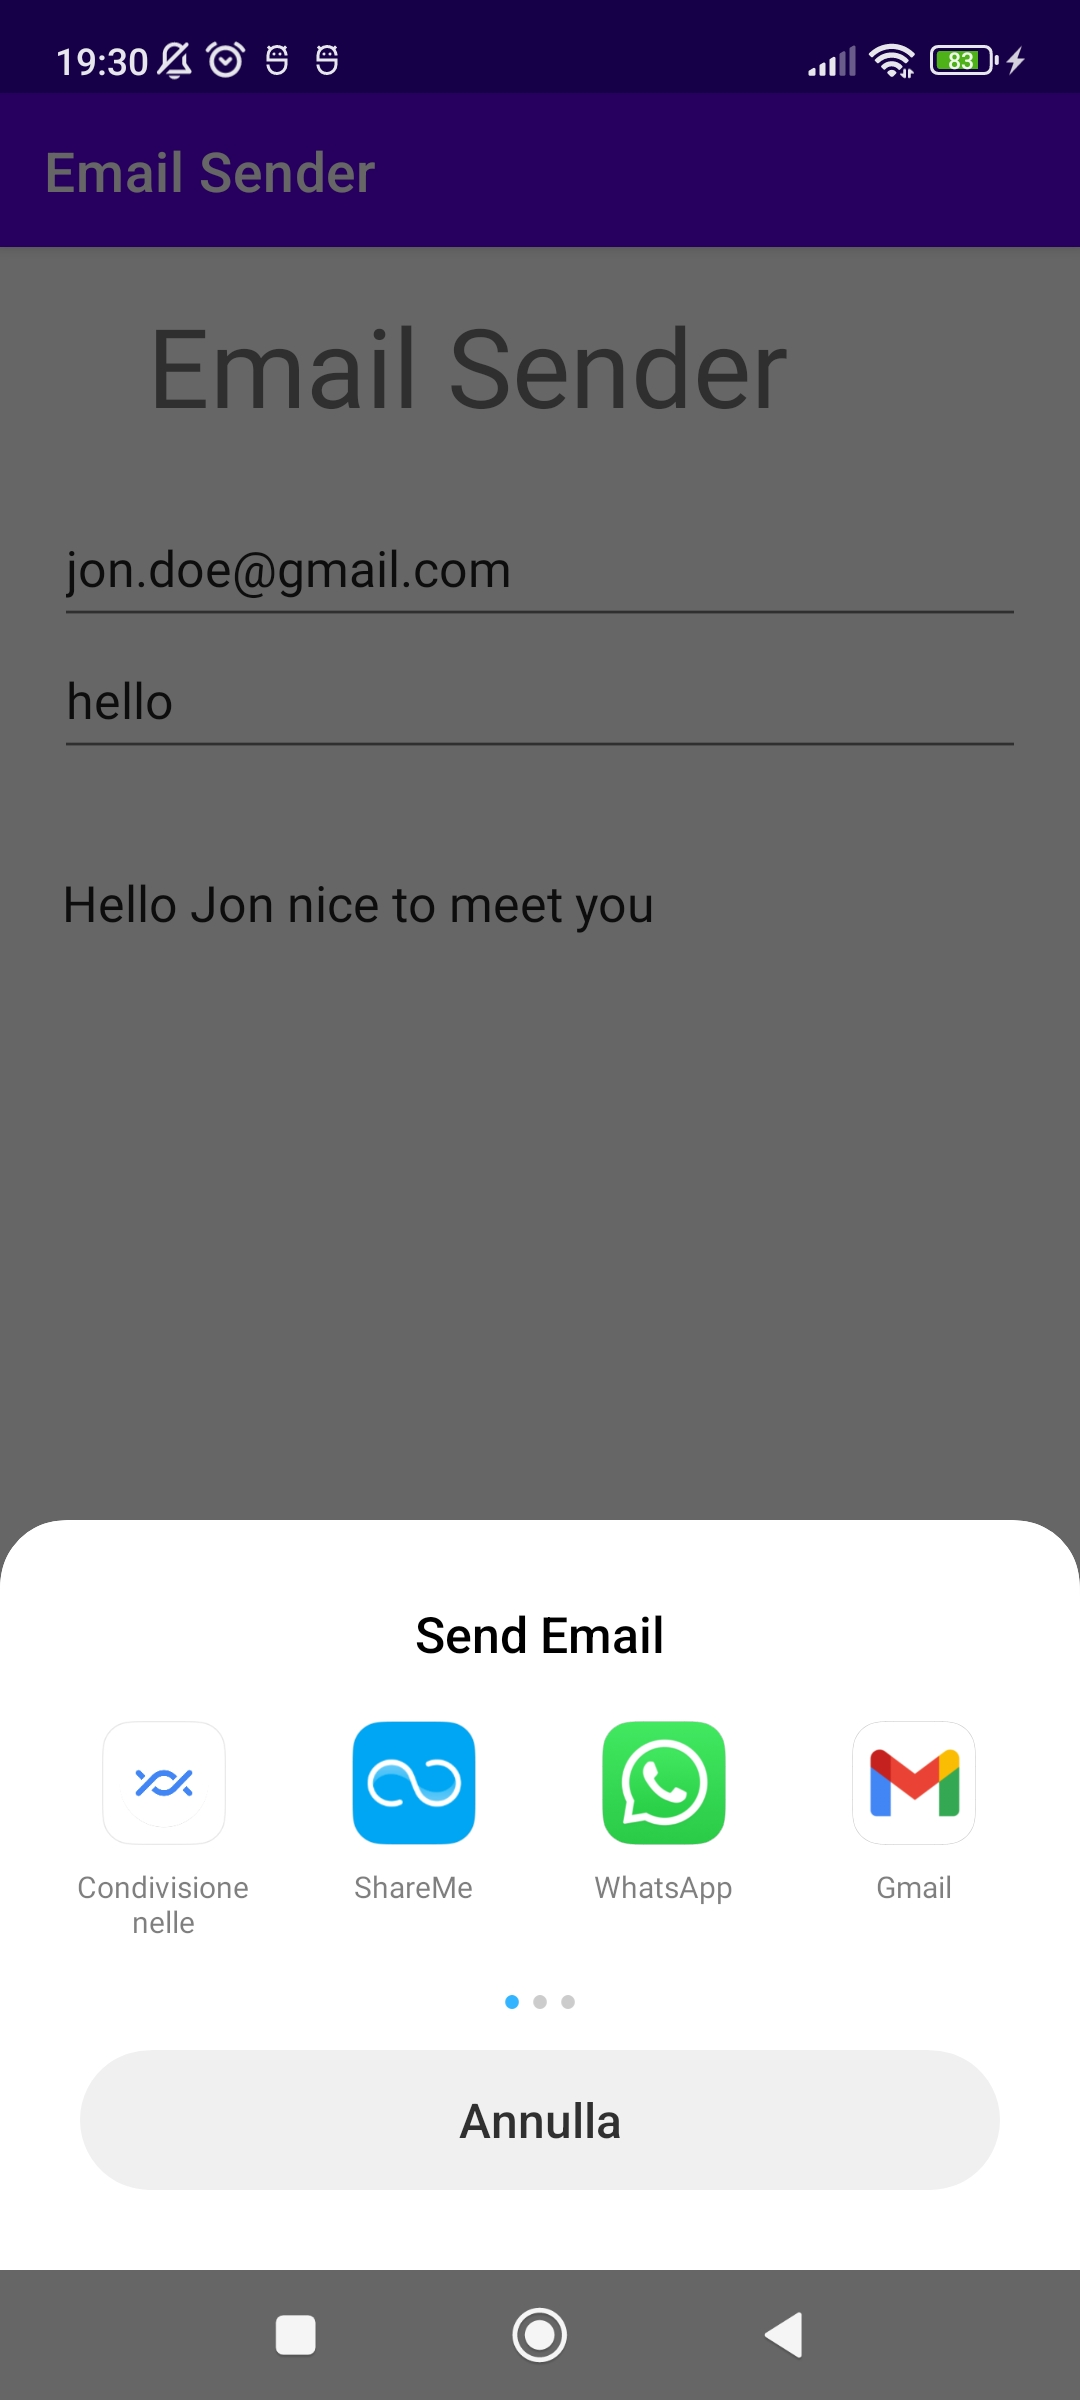 19:30
83
Email Sender
Email Sender
jon.doe@gmail.com
hello
Hello Jon nice to meet you
Send Email
Condivisione nelle
ShareMe
WhatsApp
Gmail
Annulla